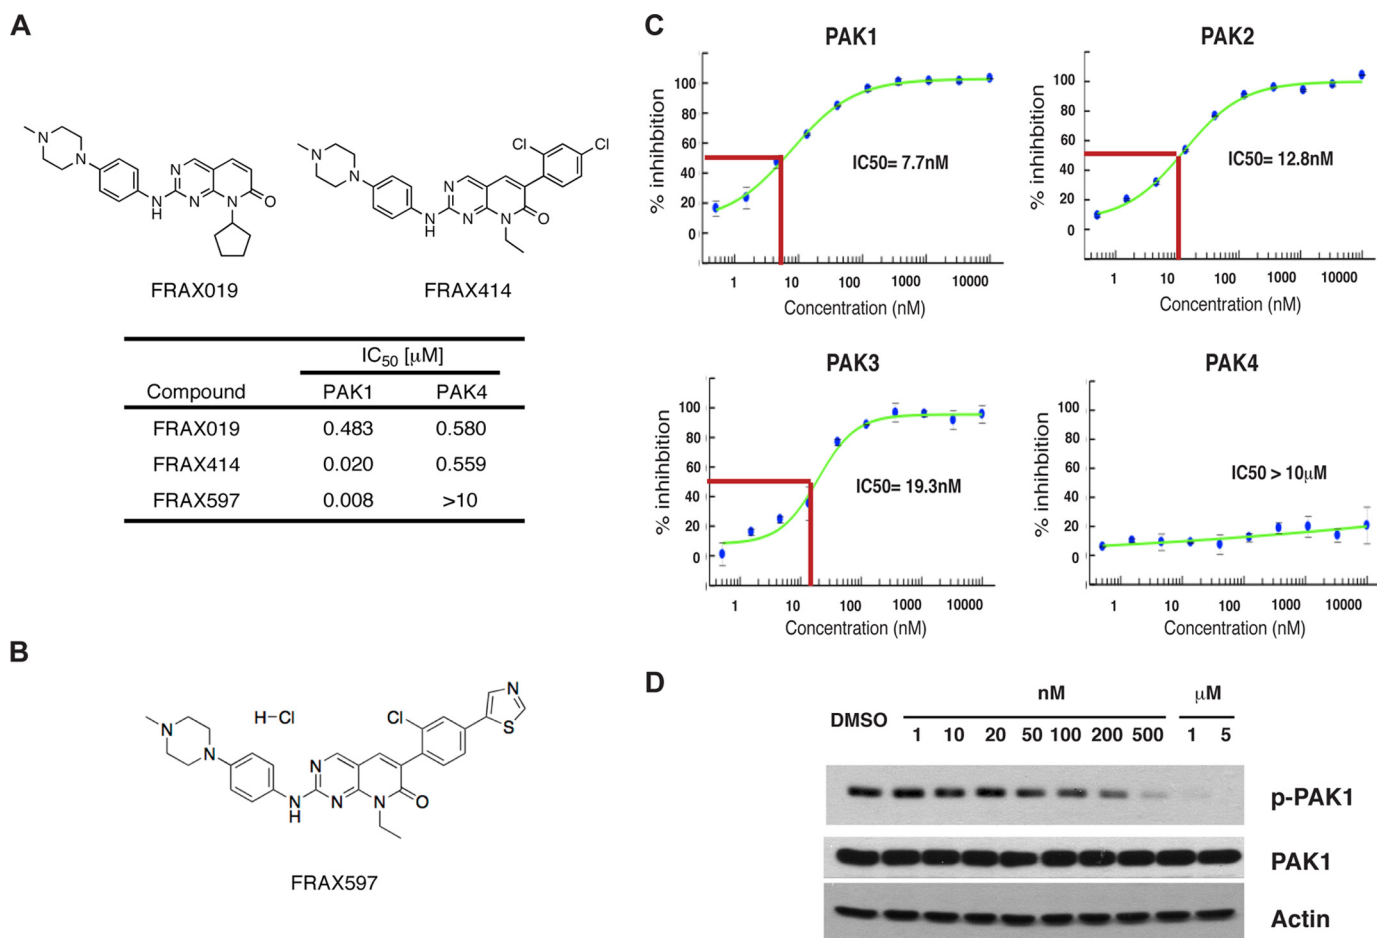 A
N
N
N
N
H
N
N
O
FRAX019
N
N
N
N
H
N
N
O
Cl
Cl
FRAX414
IC50 [μM]
Compound PAK1 PAK4
FRAX019 0.483 0.580
FRAX414 0.020 0.559
FRAX597 0.008 >10
B
H-Cl
N
N
N
N
H
N
N
O
Cl
N
S
FRAX597
C
PAK1
% inhihbition
100
80
60
40
20
0
IC50= 7.7nM
1 10 100 1000 10000
Concentration (nM)
PAK2
% inhihbition
100
80
60
40
20
0
IC50= 12.8nM
1 10 100 1000 10000
Concentration (nM)
PAK3
% inhihbition
100
80
60
40
20
0
IC50= 19.3nM
1 10 100 1000 10000
Concentration (nM)
PAK4
% inhihbition
100
80
60
40
20
0
IC50 > 10μM
1 10 100 1000 10000
Concentration (nM)
D
nM μM
DMSO 1 10 20 50 100 200 500 1 5
p-PAK1
PAK1
Actin